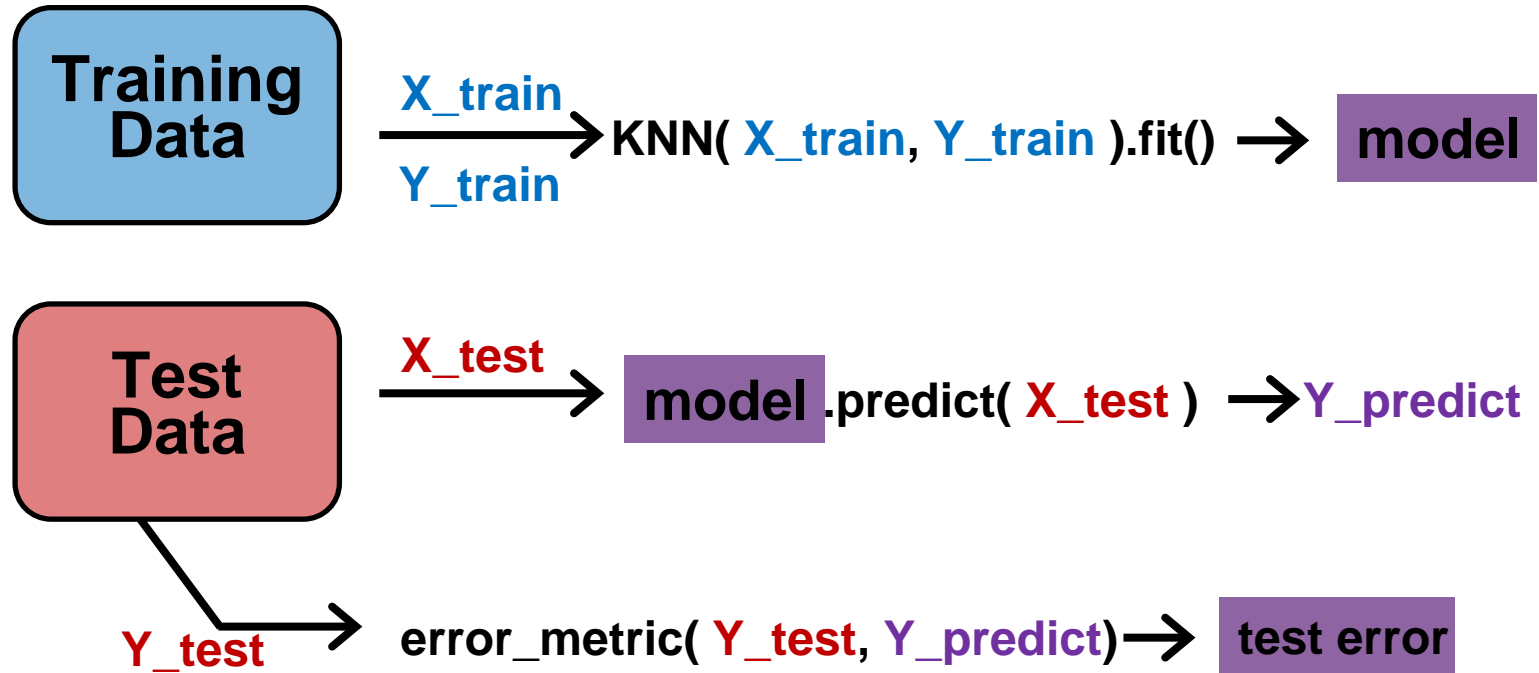 Training
Data
X_train
Y_train
KNN( X_train, Y_train ).fit()
model
Test
Data
X_test
model .predict( X_test )
Y_predict
Y_test
error_metric( Y_test, Y_predict)
test error